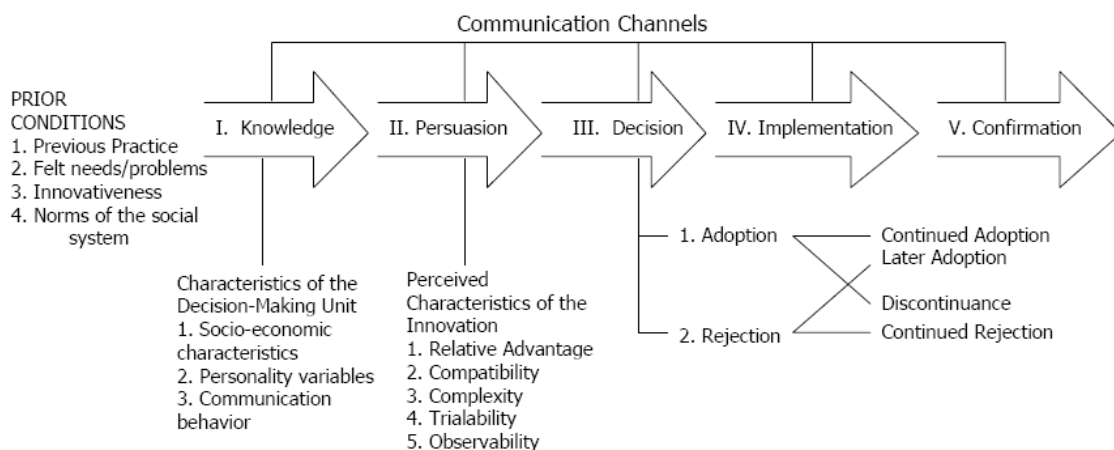 Communication Channels
PRIOR
CONDITIONS
1. Previous Practice
2. Felt needs/problems
3. Innovativeness
4. Norms of the social
system
I. Knowledge
II. Persuasion
III. Decision
IV. Implementation
V. Confirmation
Characteristics of the
Decision-Making Unit
1. Socio-economic
characteristics
2. Personality variables
3. Communication
behavior
Perceived
Characteristics of the
Innovation
1. Relative Advantage
2. Compatibility
3. Complexity
4. Trialability
5. Observability
1. Adoption
2. Rejection
Continued Adoption
Later Adoption
Discontinuance
Continued Rejection